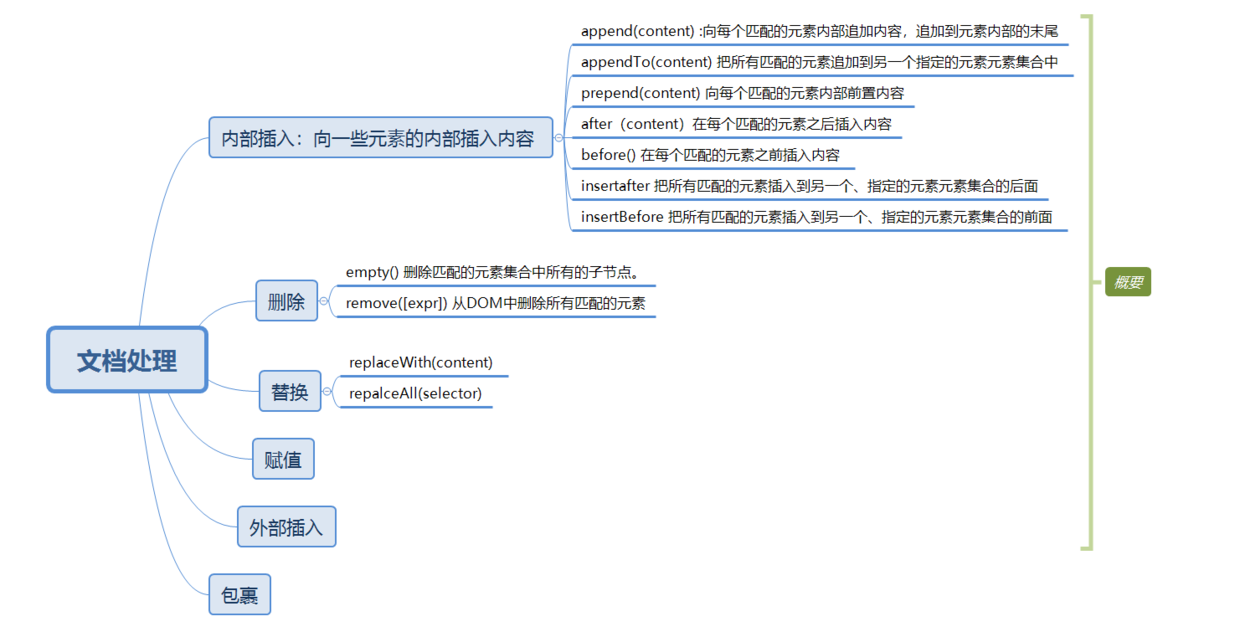 文档处理
内部插入：向一些元素的内部插入内容
append(content) :向每个匹配的元素内部追加内容，追加到元素内部的末尾
appendTo(content) 把所有匹配的元素追加到另一个指定的元素元素集合中
prepend(content) 向每个匹配的元素内部前置内容
after（content）在每个匹配的元素之后插入内容
before() 在每个匹配的元素之前插入内容
insertafter 把所有匹配的元素插入到另一个、指定的元素元素集合的后面
insertBefore 把所有匹配的元素插入到另一个、指定的元素元素集合的前面
删除
empty() 删除匹配的元素集合中所有的子节点。
remove([expr]) 从DOM中删除所有匹配的元素
替换
replaceWith(content)
repalceAll(selector)
赋值
外部插入
包裹
概要